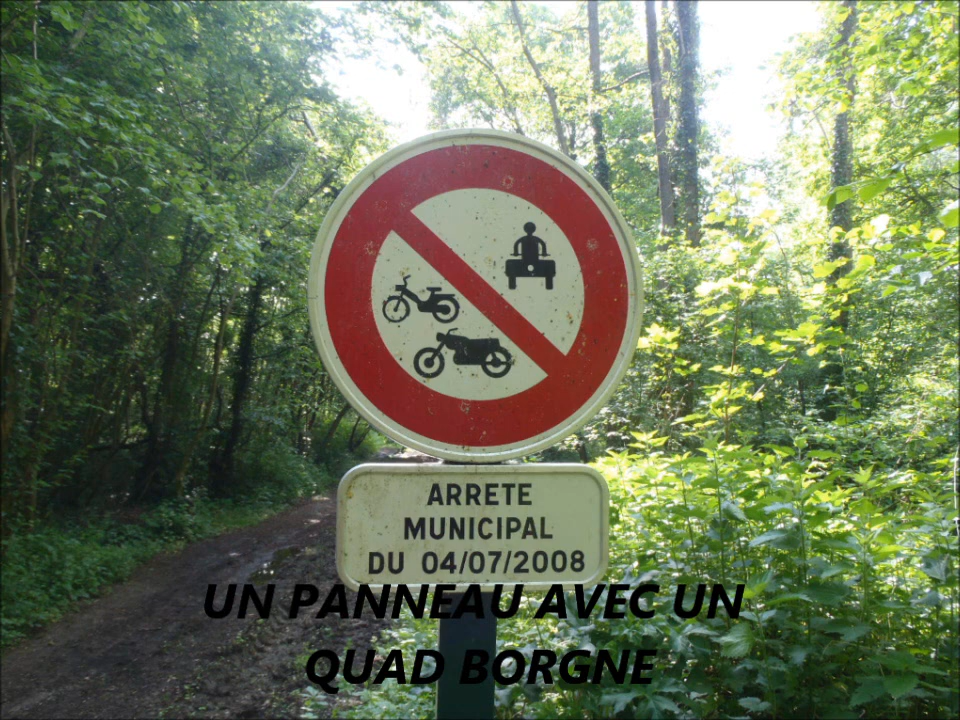 ARRETE
MUNICIPAL
DU 04/07/2008
UN PANNEAU AVEC UN
QUAD BORGNE